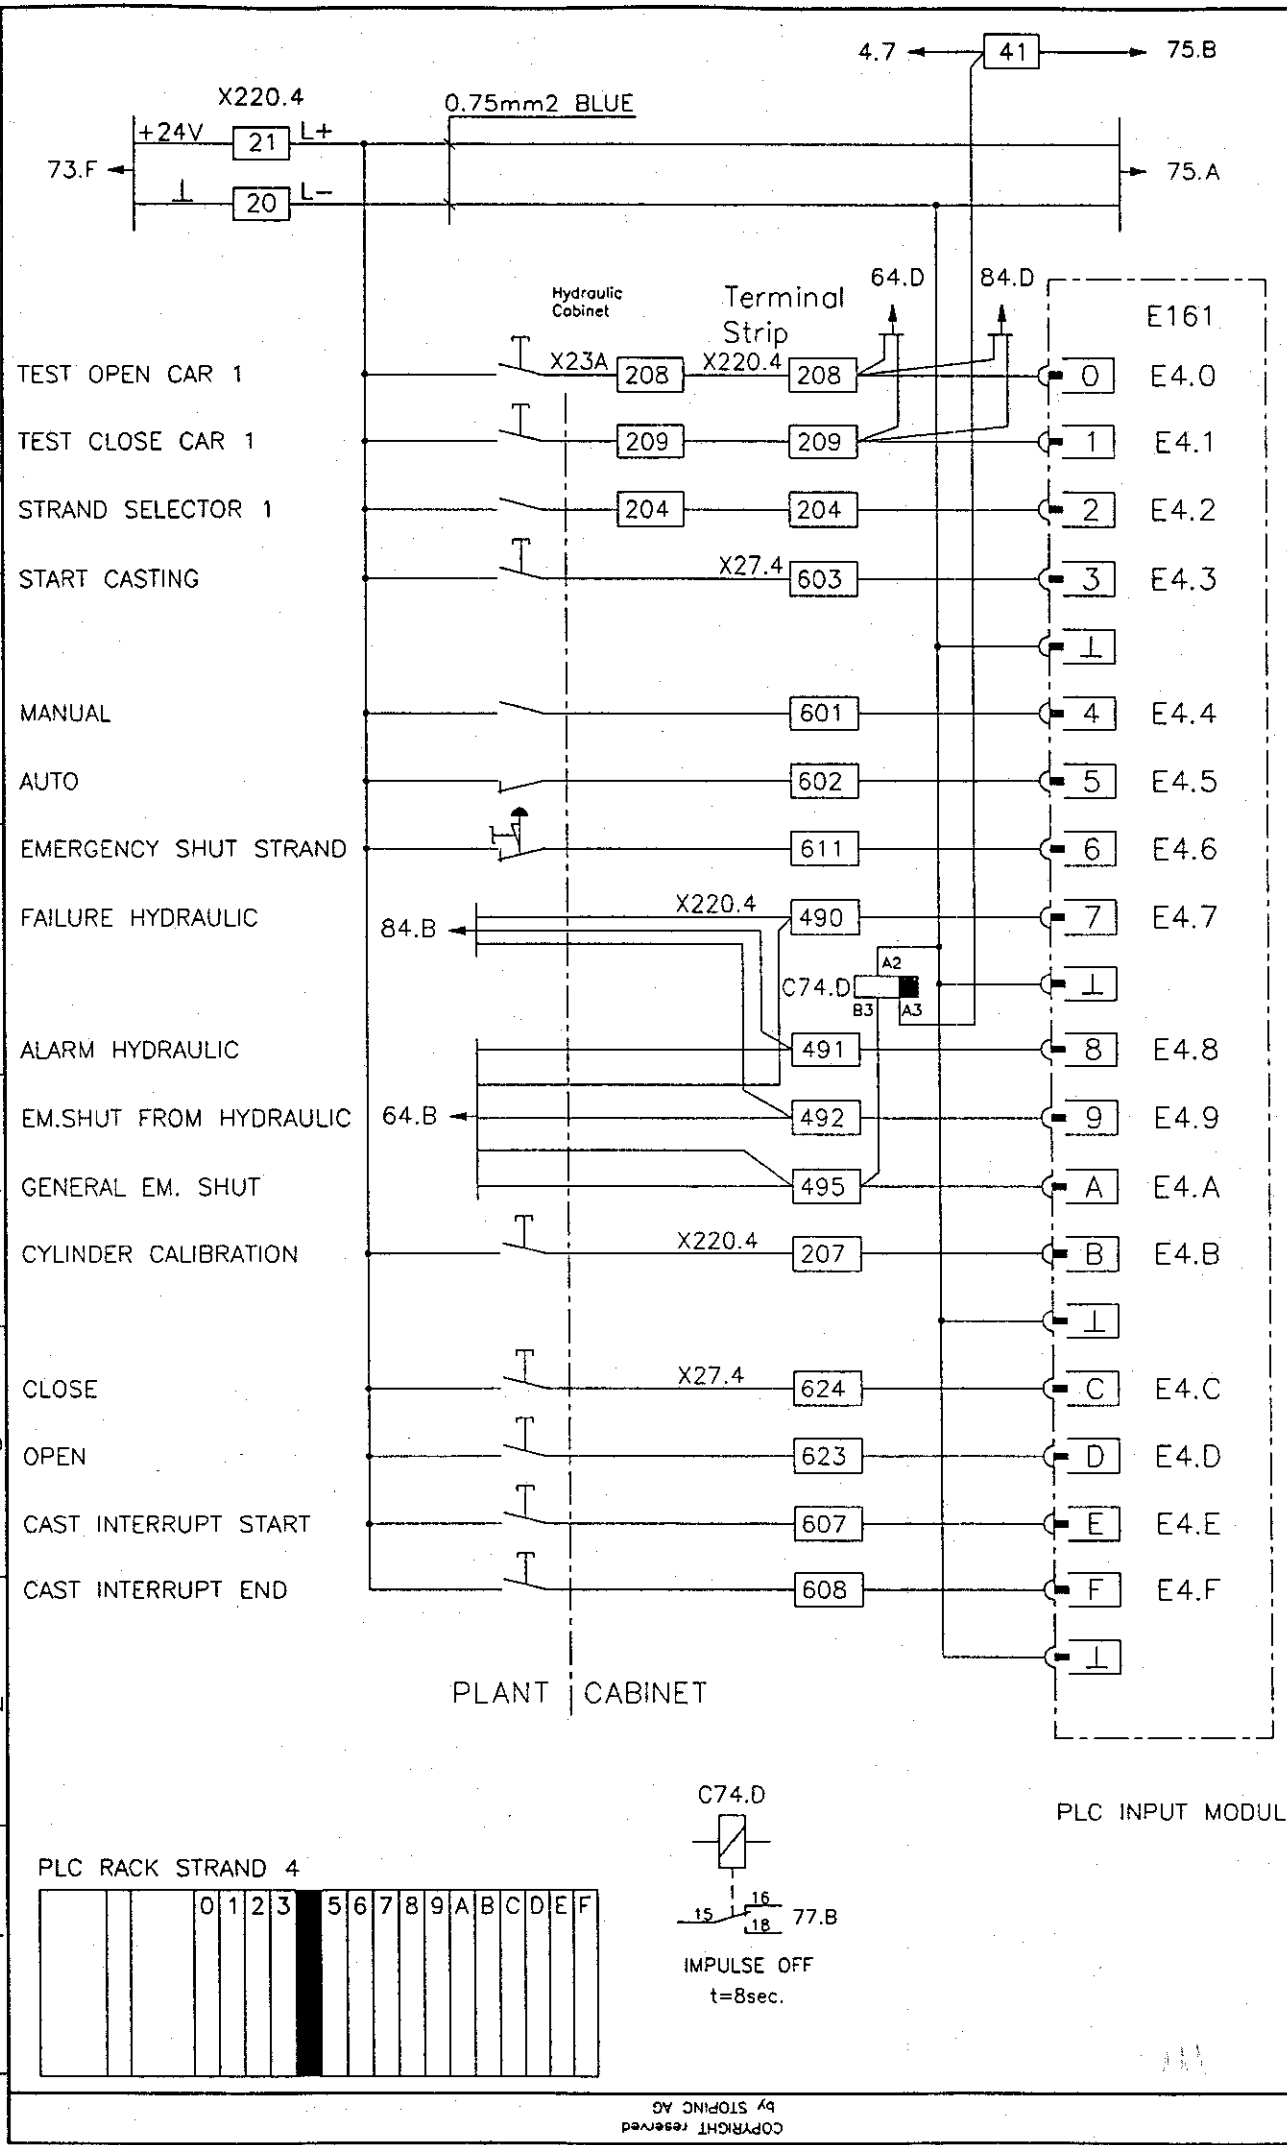 4.7 41 75.B
X220.4
0.75mm2 BLUE
+24V 21 L+
73.F 75.A
⊥ 20 L-
64.D 84.D
Hydraulic
Cabinet
Terminal
Strip
E161
TEST OPEN CAR 1 X23A 208 X220.4 208 0 E4.0
TEST CLOSE CAR 1 209 209 1 E4.1
STRAND SELECTOR 1 204 204 2 E4.2
START CASTING X27.4 603 3 E4.3
⊥
MANUAL 601 4 E4.4
AUTO 602 5 E4.5
EMERGENCY SHUT STRAND 611 6 E4.6
FAILURE HYDRAULIC 84.B X220.4 490 7 E4.7
A2
C74.D ⊥
B3 A3
ALARM HYDRAULIC 491 8 E4.8
EM.SHUT FROM HYDRAULIC 64.B 492 9 E4.9
GENERAL EM. SHUT 495 A E4.A
CYLINDER CALIBRATION X220.4 207 B E4.B
⊥
CLOSE X27.4 624 C E4.C
OPEN 623 D E4.D
CAST INTERRUPT START 607 E E4.E
CAST INTERRUPT END 608 F E4.F
⊥
PLANT CABINET
C74.D
PLC INPUT MODUL
PLC RACK STRAND 4
0 1 2 3 5 6 7 8 9 A B C D E F
15 16 18 77.B
IMPULSE OFF
t=8sec.
COPYRIGHT reserved
by STOPINC AG